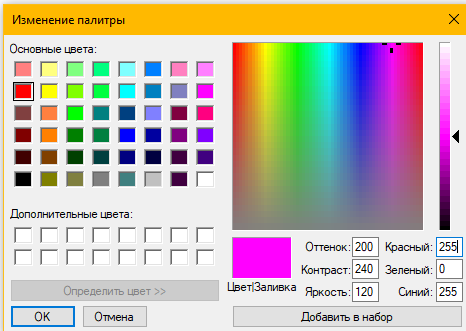 Изменение палитры
Основные цвета:
Дополнительные цвета:
Определить цвет >>
ОК
Отмена
Цвет|Заливка
Оттенок: 200
Контраст: 240
Яркость: 120
Красный: 255
Зеленый: 0
Синий: 255
Добавить в набор